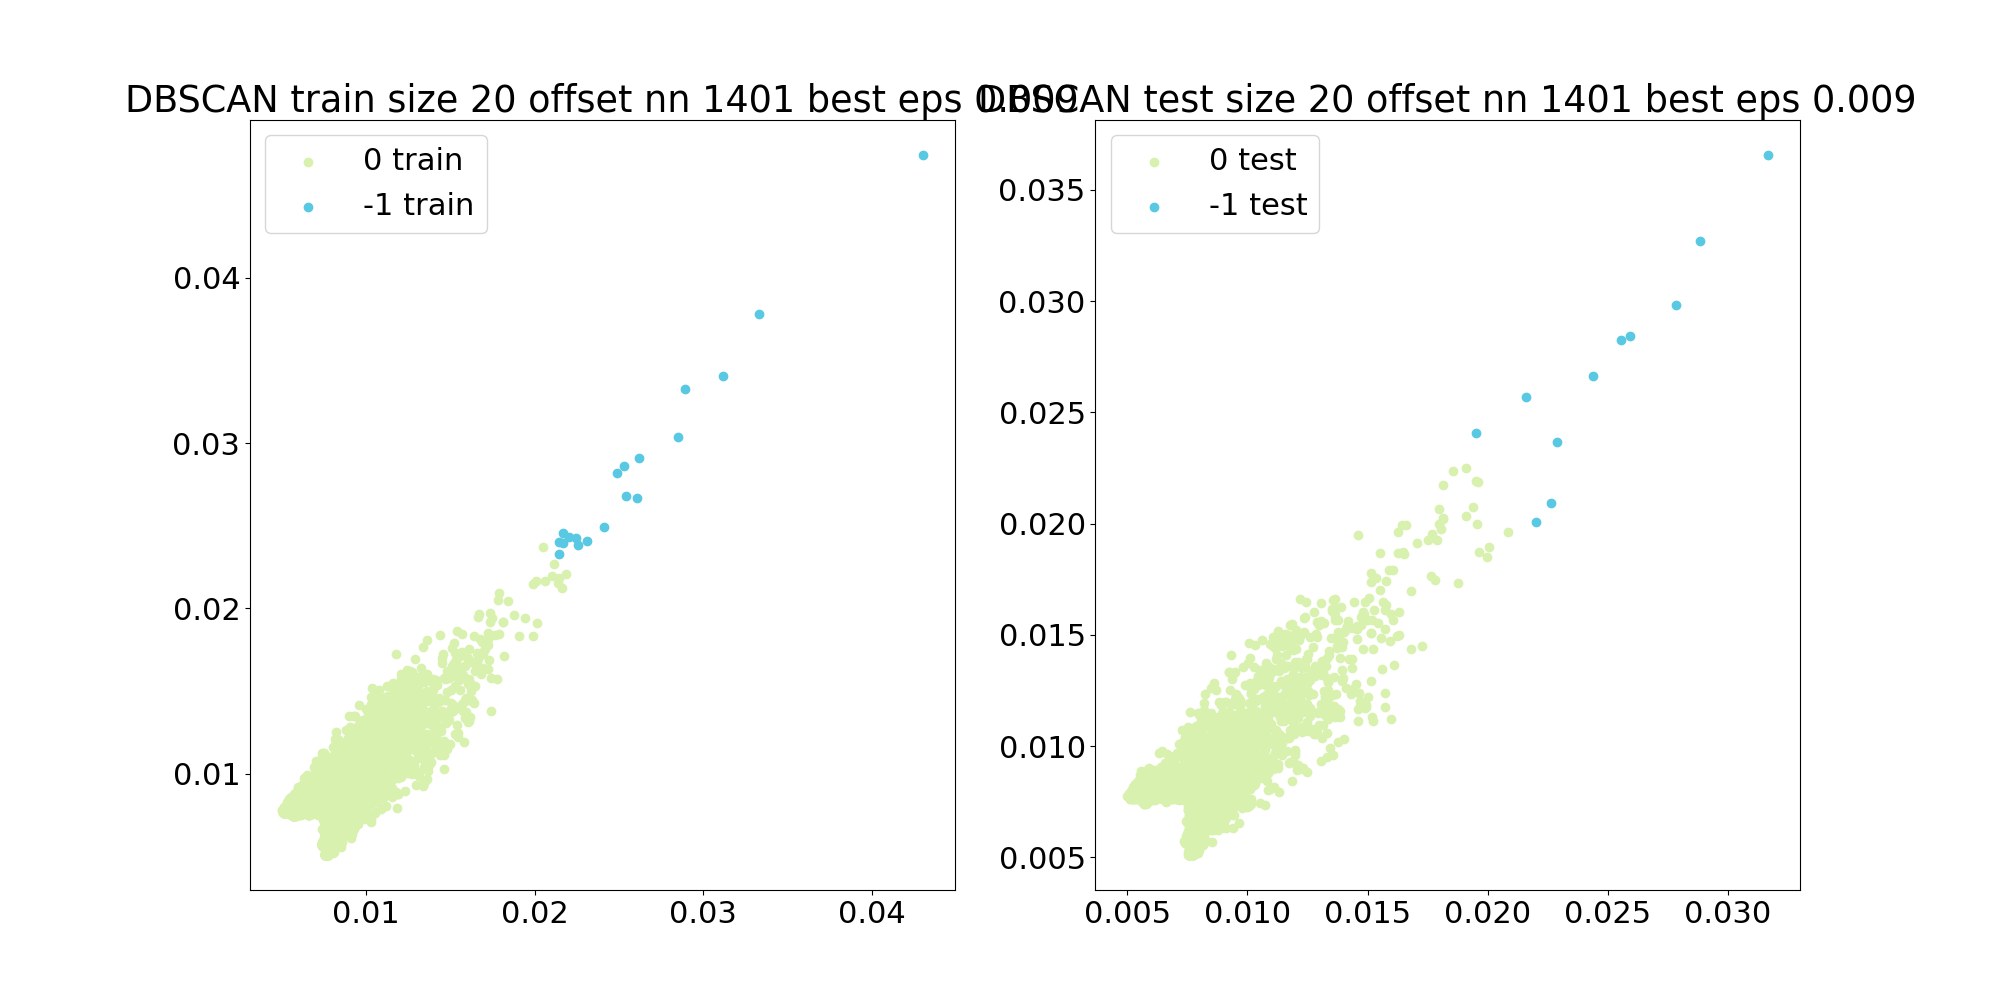 DBSCAN train size 20 offset nn 1401 best eps 0.009
DBSCAN test size 20 offset nn 1401 best eps 0.009
0 train
-1 train
0.04
0.03
0.02
0.01
0.01 0.02 0.03 0.04
0 test
-1 test
0.035
0.030
0.025
0.020
0.015
0.010
0.005
0.005 0.010 0.015 0.020 0.025 0.030